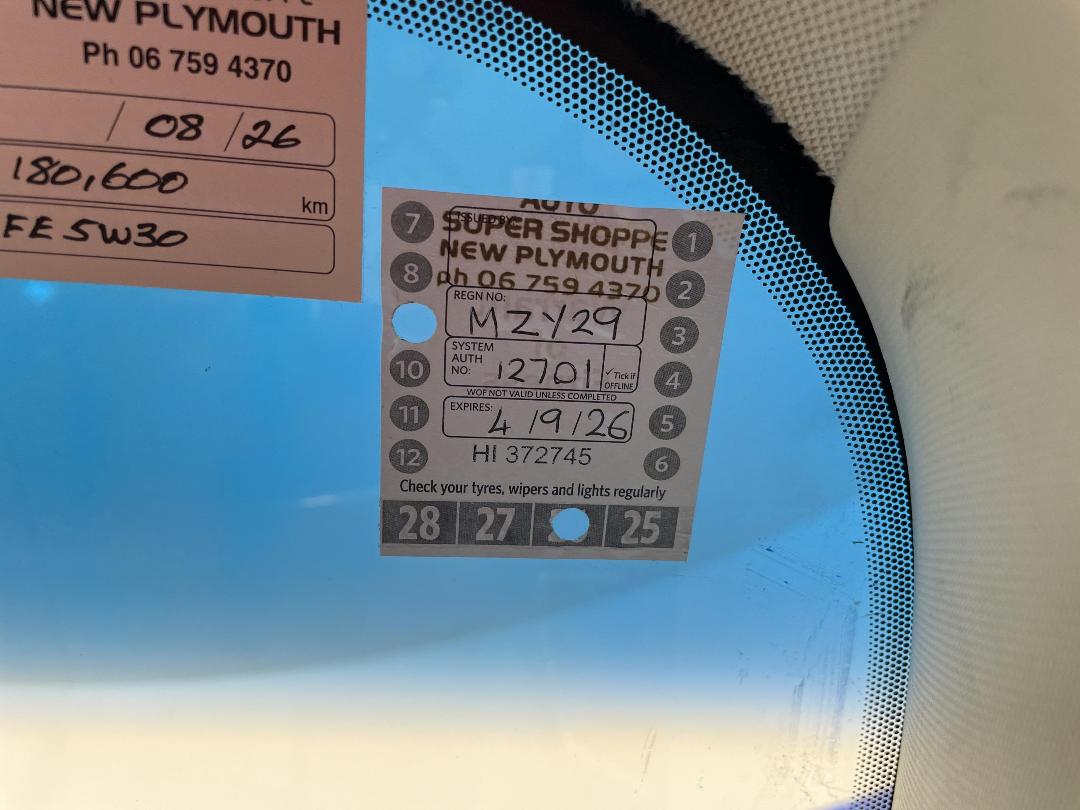 NEW PLYMOUTH
Ph 06 759 4370
/ 08 / 26
180,600 km
FE 5W30
7
8
10
11
12
AUTO
ISSUED BY:
SUPER SHOPPE
NEW PLYMOUTH
ph 06 759 4370
REGN NO:
MZY29
SYSTEM AUTH NO: 12701
✓Tick if OFFLINE
WOF NOT VALID UNLESS COMPLETED
EXPIRES: 4/9/26
HI 372745
1
2
3
4
5
6
Check your tyres, wipers and lights regularly
28 27 25